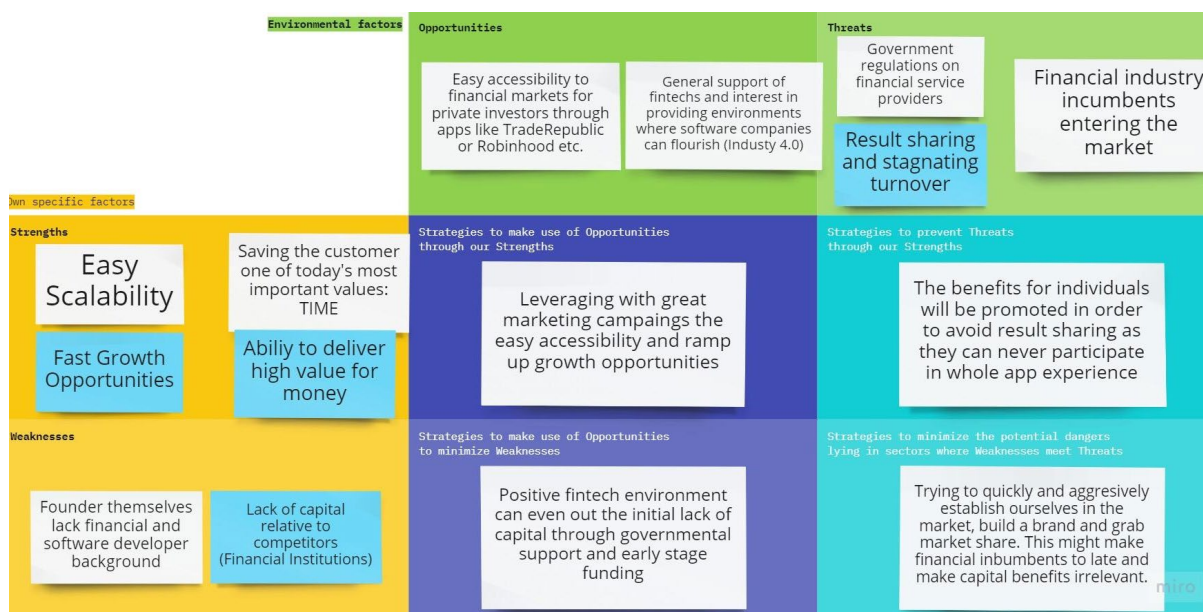 Environmental factors
Opportunities
Threats
Easy accessibility to
financial markets for
private investors through
apps like TradeRepublic
or Robinhood etc.
General support of
fintechs and interest in
providing environments
where software companies
can flourish (Industy 4.0)
Government
regulations on
financial service
providers
Result sharing
and stagnating
turnover
Financial industry
incumbents
entering the
market
Own specific factors
Strengths
Easy
Scalability
Saving the customer
one of today's most
important values:
TIME
Fast Growth
Opportunities
Abiliy to deliver
high value for
money
Strategies to make use of Opportunities
through our Strengths
Leveraging with great
marketing campaings the
easy accessibility and ramp
up growth opportunities
Strategies to prevent Threats
through our Strengths
The benefits for individuals
will be promoted in order
to avoid result sharing as
they can never participate
in whole app experience
Weaknesses
Founder themselves
lack financial and
software developer
background
Lack of capital
relative to
competitors
(Financial Institutions)
Strategies to make use of Opportunities
to minimize Weaknesses
Positive fintech environment
can even out the initial lack of
capital through governmental
support and early stage
funding
Strategies to minimize the potential dangers
lying in sectors where Weaknesses meet Threats
Trying to quickly and aggresively
establish ourselves in the
market, build a brand and grab
market share. This might make
financial inbumbents to late and
make capital benefits irrelevant.
miro